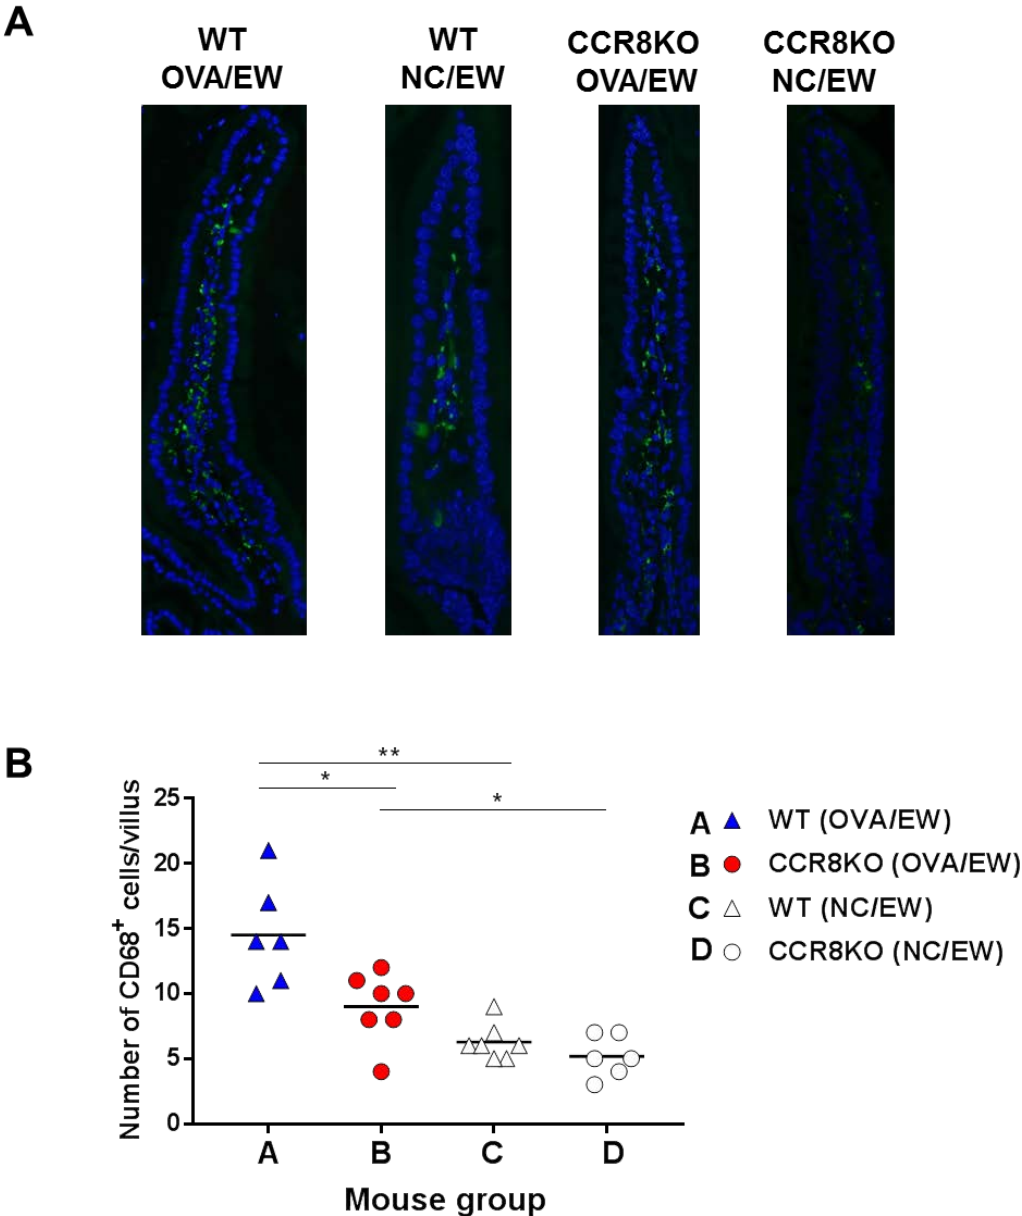 A
WT
OVA/EW
WT
NC/EW
CCR8KO
OVA/EW
CCR8KO
NC/EW
B
**
*
*
Number of CD68+ cells/villus
25
20
15
10
5
0
A
B
C
D
Mouse group
A WT (OVA/EW)
B CCR8KO (OVA/EW)
C WT (NC/EW)
D CCR8KO (NC/EW)